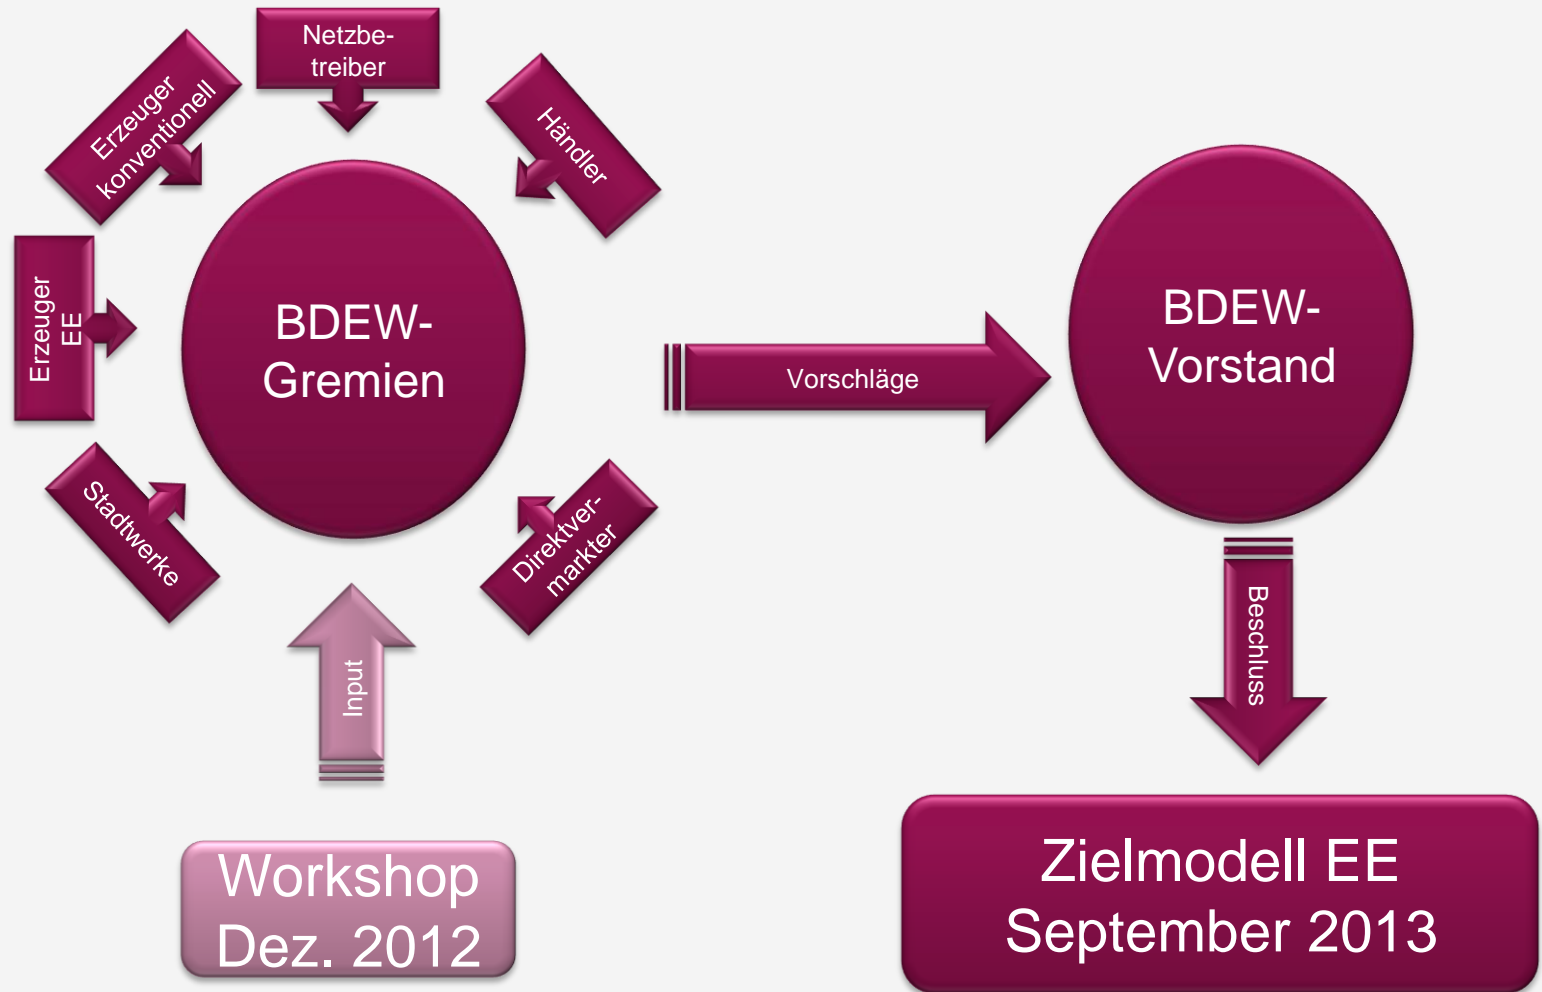 Netzbe-
treiber
Erzeuger
konventionell
Händler
Erzeuger
EE
BDEW-
Gremien
Stadtwerke
Direktver-
markter
Input
Workshop
Dez. 2012
Vorschläge
BDEW-
Vorstand
Beschluss
Zielmodell EE
September 2013